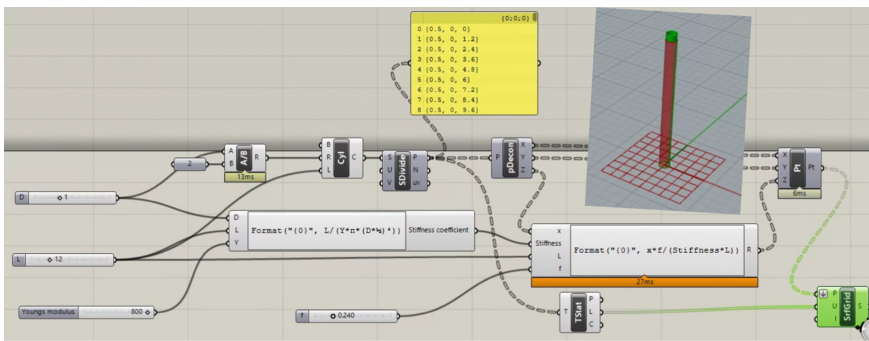 {0;0;0}
0 {0.5, 0, 0}
1 {0.5, 0, 1.2}
2 {0.5, 0, 2.4}
3 {0.5, 0, 3.6}
4 {0.5, 0, 4.8}
5 {0.5, 0, 6}
6 {0.5, 0, 7.2}
7 {0.5, 0, 8.4}
8 {0.5, 0, 9.6}
A
B
A/B
R
13ms
2
B
R
L
Cyl
C
S
U
V
SDivide
P
N
uv
P
pDecon
X
Y
Z
X
Y
Z
Pt
Pt
6ms
D
1
D
L
Y
Format("{0}", L/(Y*π*(D*½)²))
Stiffness coefficient
x
Stiffness
L
f
Format("{0}", x*f/(Stiffness*L))
R
27ms
L
12
Youngs modulus
800
f
0.240
T
TStat
P
L
C
P
U
I
SrfGrid
S